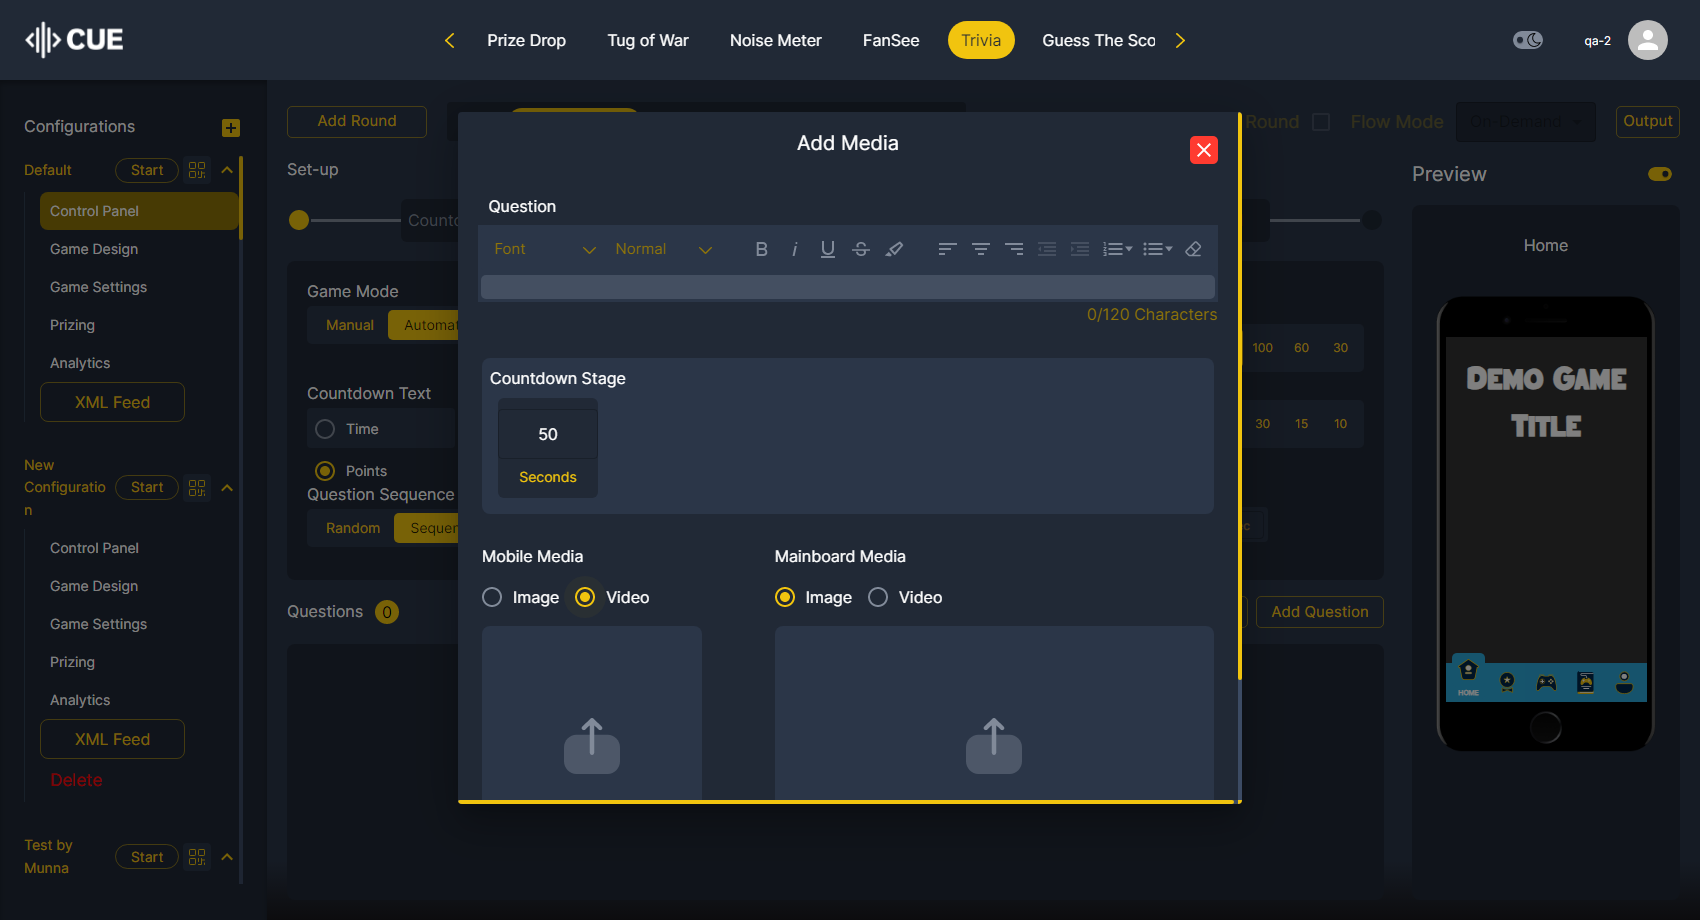 CUE
Prize Drop
Tug of War
Noise Meter
FanSee
Trivia
Guess The Sco
qa-2
Configurations
Default
Start
Control Panel
Game Design
Game Settings
Prizing
Analytics
XML Feed
New
Configuratio
n
Start
Control Panel
Game Design
Game Settings
Prizing
Analytics
XML Feed
Delete
Test by
Munna
Start
Add Round
Round
Flow Mode
On-Demand
Output
Set-up
Game Mode
Manual
Automat
Countdown Text
Time
Points
Question Sequence
Random
Sequen
Questions
0
100
60
30
30
15
10
Add Question
Add Media
Question
Font
Normal
B
i
U
S
0/120 Characters
Countdown Stage
50
Seconds
Mobile Media
Image
Video
Mainboard Media
Image
Video
Preview
Home
Demo Game
Title
HOME